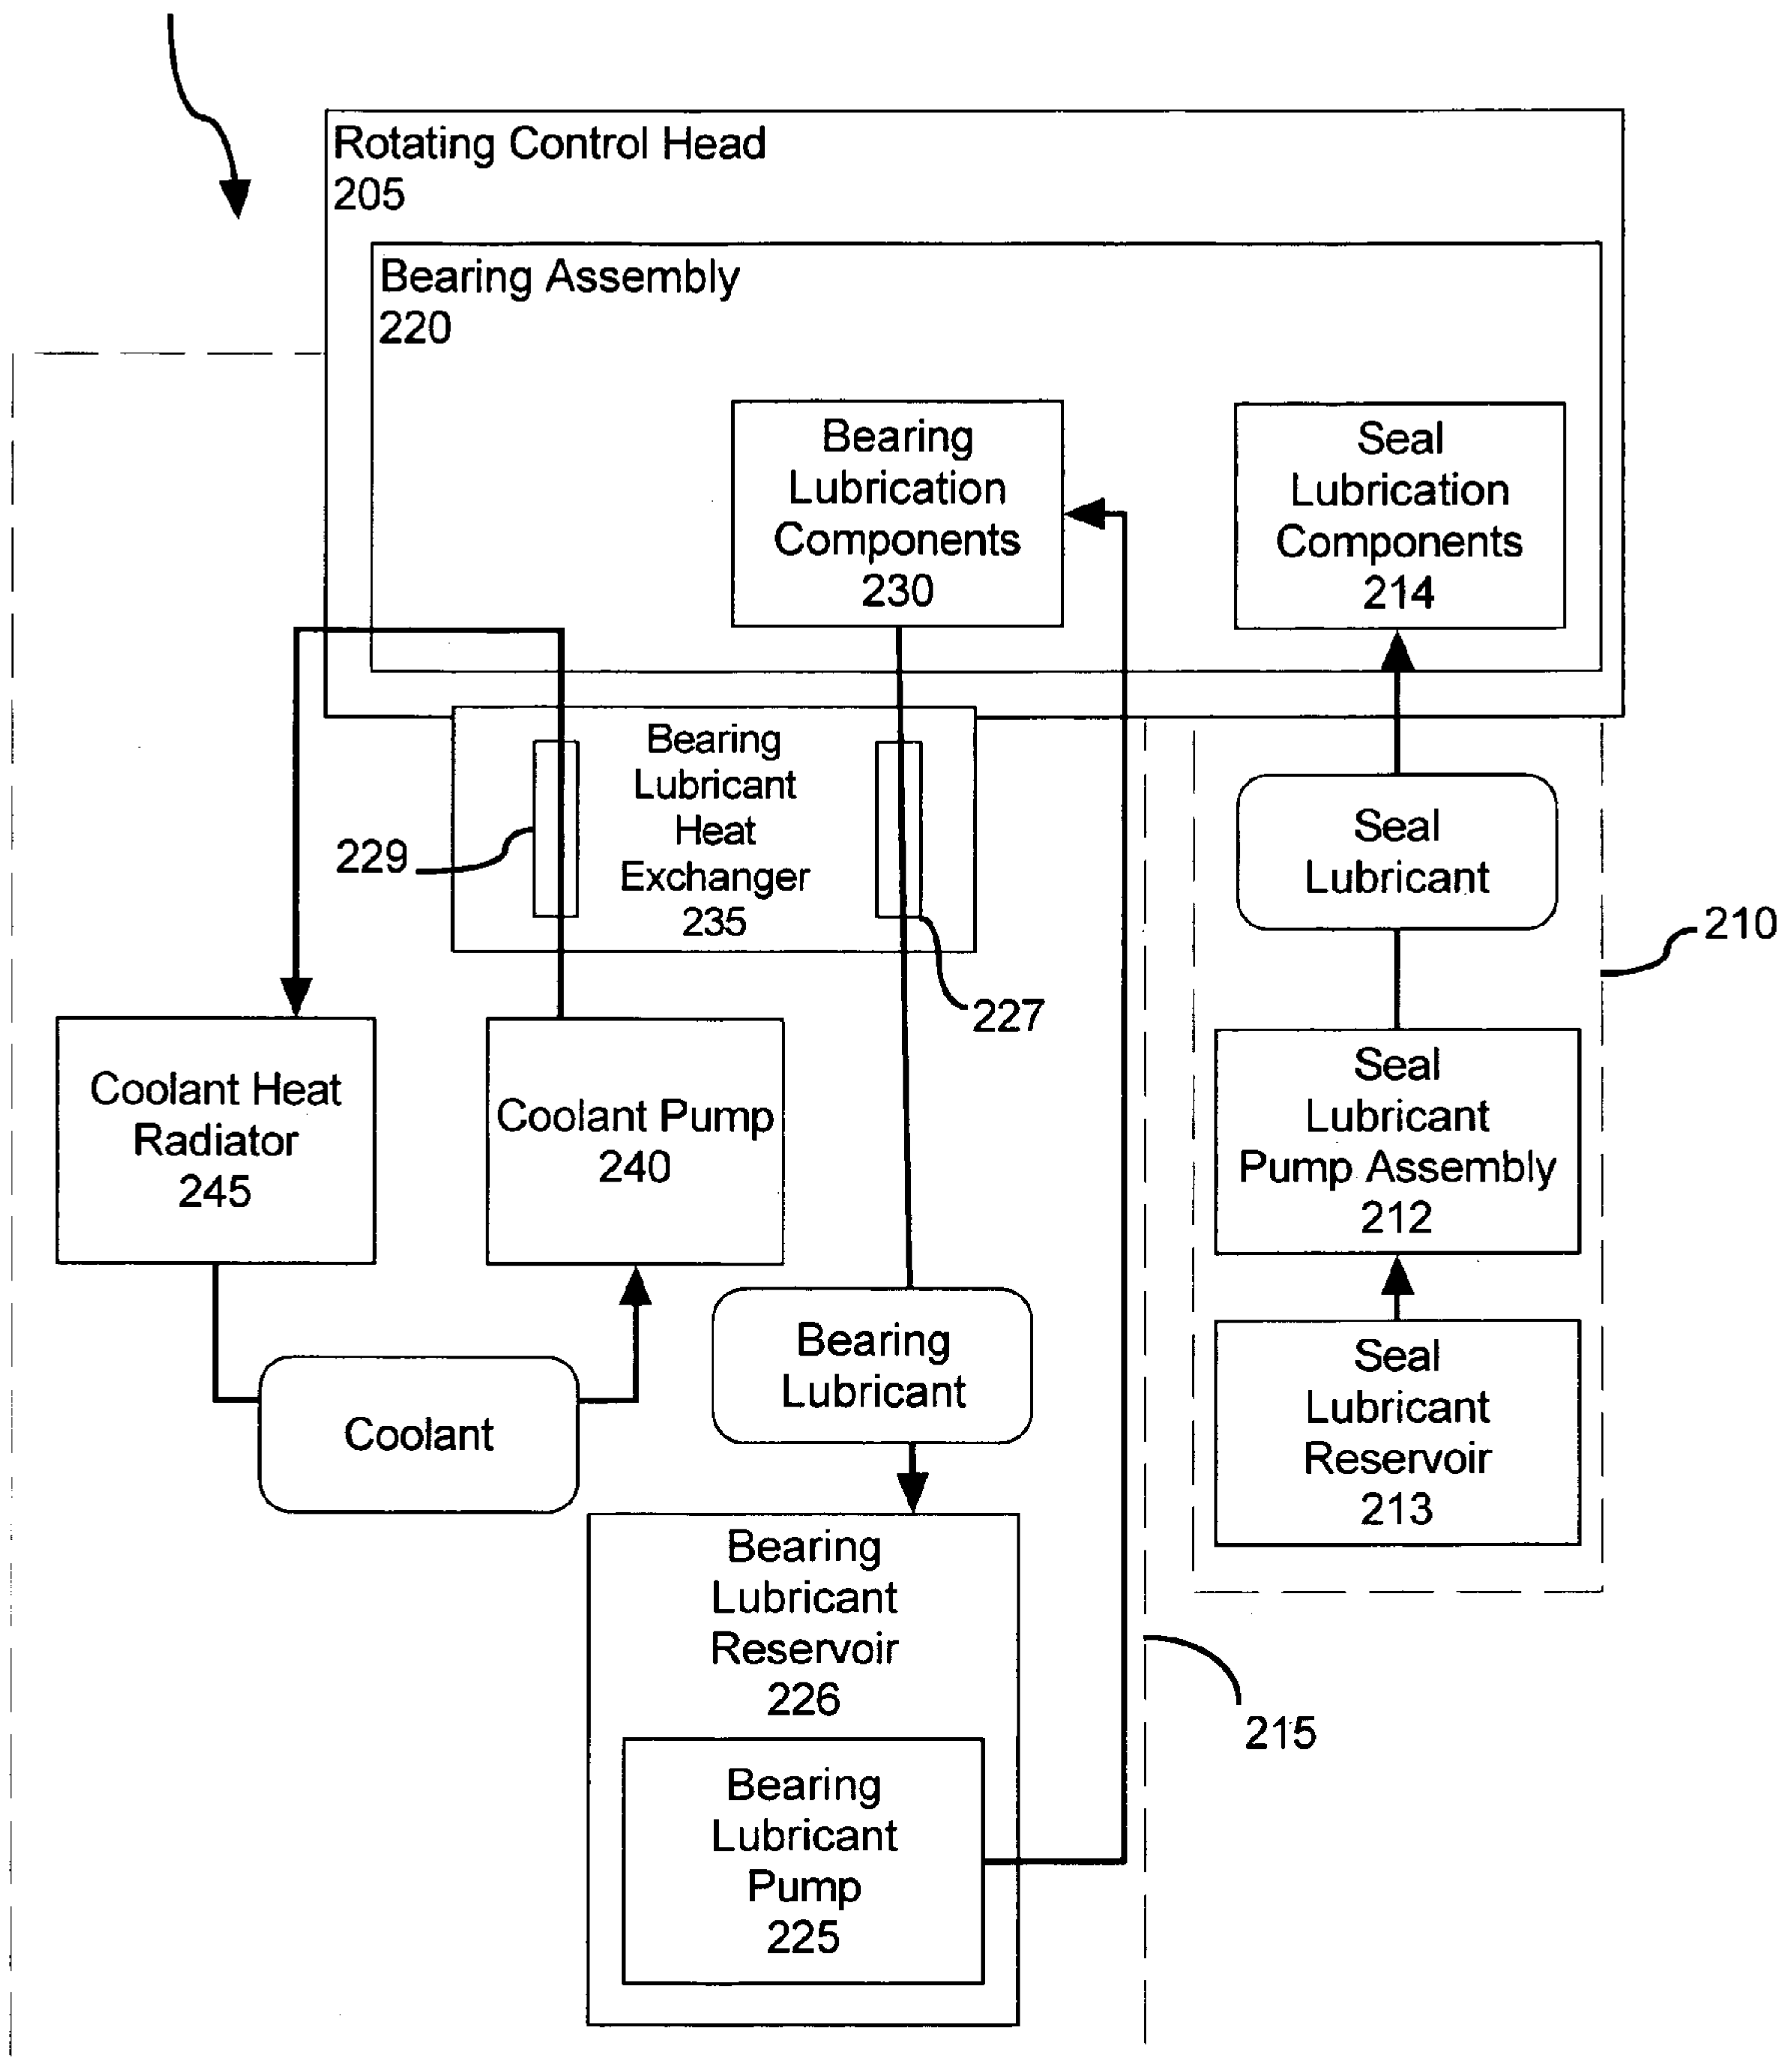 Rotating Control Head
205
Bearing Assembly
220
Bearing
Lubrication
Components
230
Seal
Lubrication
Components
214
Bearing
Lubricant
Heat
Exchanger
235
229
227
Seal
Lubricant
210
Coolant Heat
Radiator
245
Coolant Pump
240
Seal
Lubricant
Pump Assembly
212
Bearing
Lubricant
Coolant
Seal
Lubricant
Reservoir
213
Bearing
Lubricant
Reservoir
226
215
Bearing
Lubricant
Pump
225